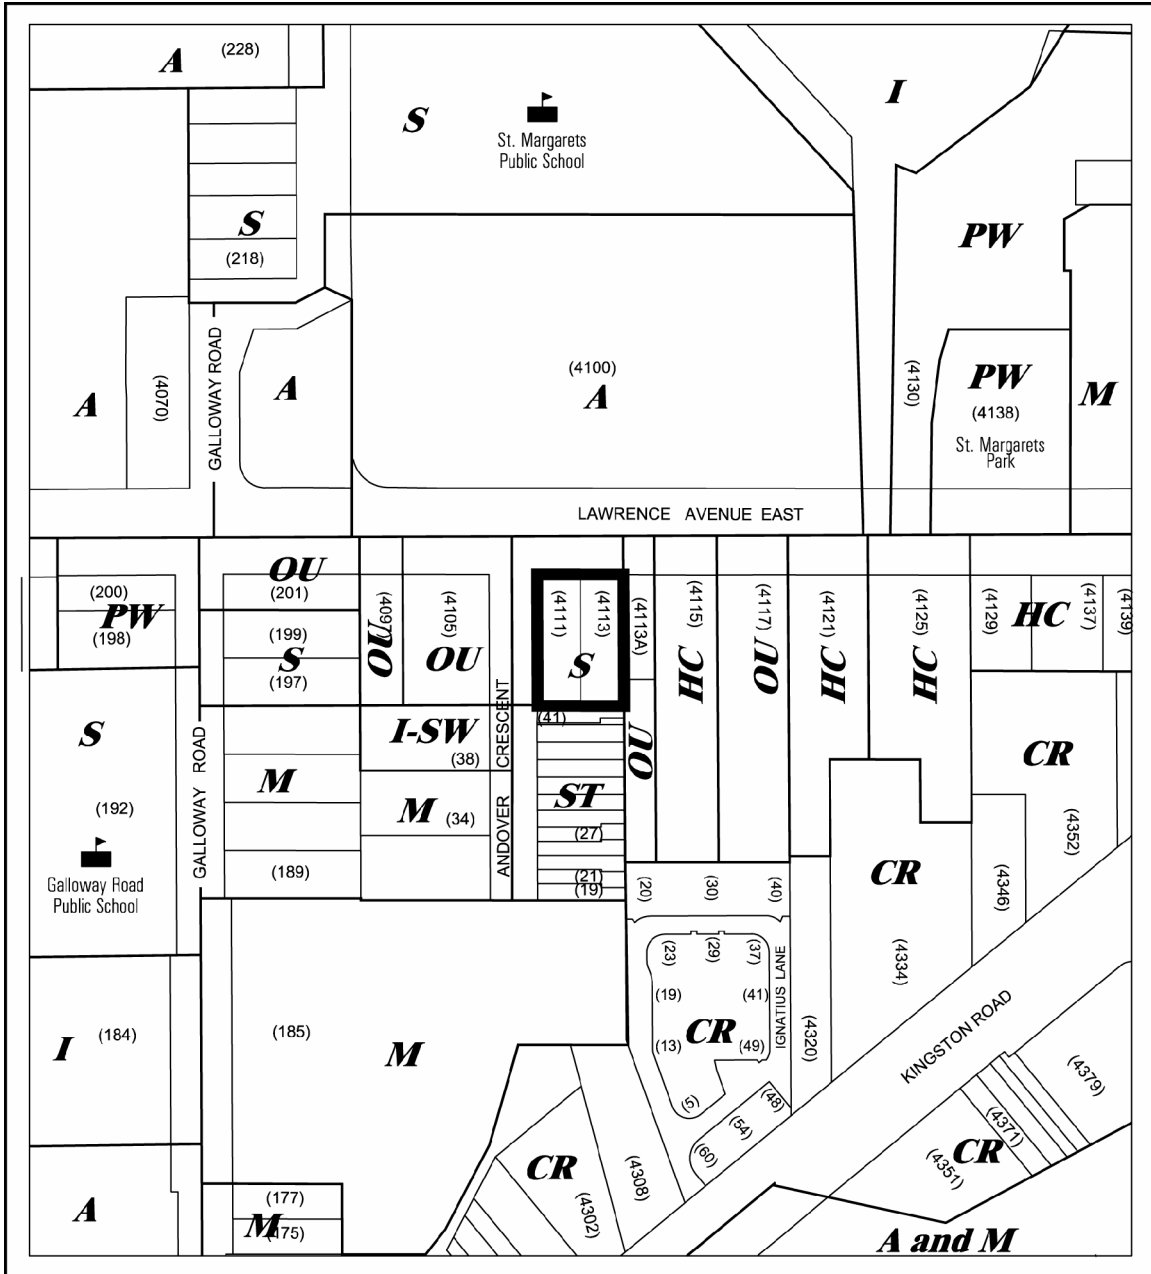 A
(228)
S
St. Margarets
Public School
I
S
(218)
PW
A
(4070)
GALLOWAY ROAD
A
(4100)
A
(4130)
PW
(4138)
St. Margarets
Park
M
LAWRENCE AVENUE EAST
(200)
PW
(198)
OU
(201)
(199)
S
(197)
(4097)
OU
(4105)
OU
(4111)
(4113)
S
(4113A)
OU
(4115)
HC
(4117)
OU
(4121)
HC
(4125)
HC
(4129)
HC
(4137)
(4139)
S
(192)
Galloway Road
Public School
GALLOWAY ROAD
M
(189)
I-SW
(38)
M
(34)
ANDOVER CRESCENT
(41)
ST
(27)
(21)
(19)
(20)
(30)
(40)
CR
(4352)
CR
(4346)
(4334)
(23)
(29)
(37)
(19)
(41)
CR
(13)
(49)
IGNATIUS LANE
(4320)
(5)
(48)
(54)
(60)
KINGSTON ROAD
I
(184)
(185)
M
(4379)
(4371)
CR
(4351)
CR
(4302)
(4308)
A
(177)
M
(175)
A and M